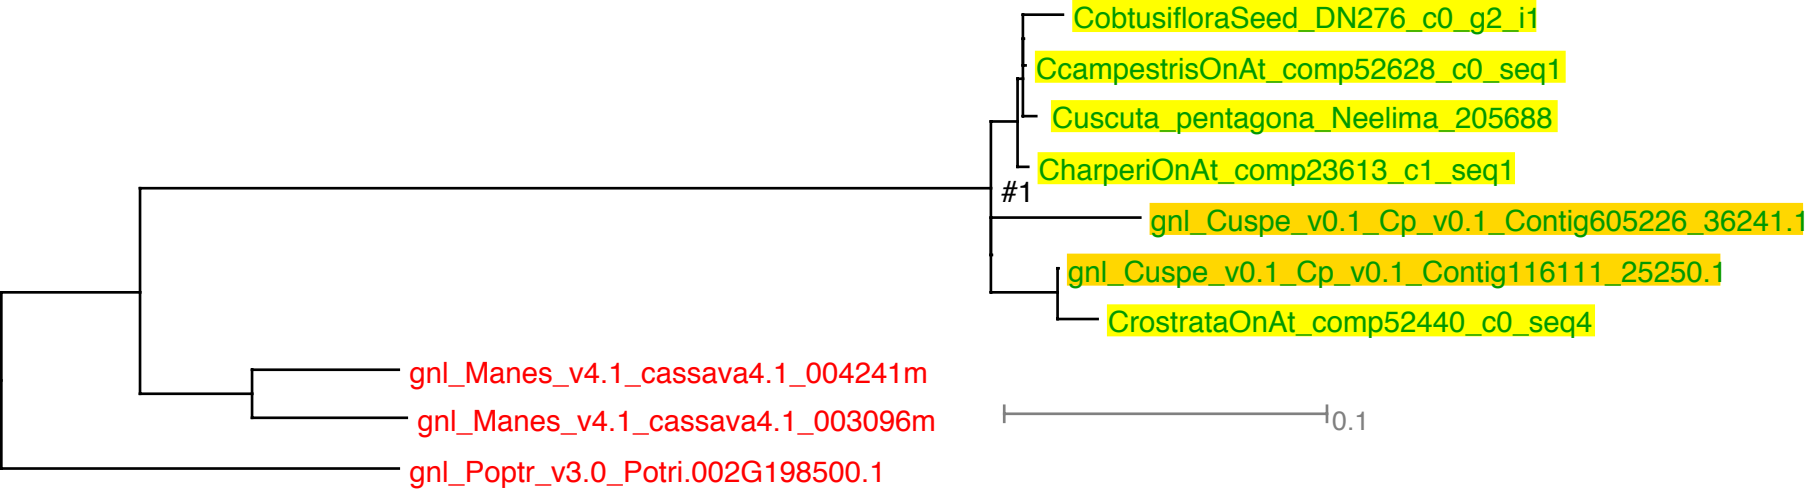 CobtusifloraSeed_DN276_c0_g2_i1
CcampestrisOnAt_comp52628_c0_seq1
Cuscuta_pentagona_Neelima_205688
CharperiOnAt_comp23613_c1_seq1
#1
gnl_Cuspe_v0.1_Cp_v0.1_Contig605226_36241.1
gnl_Cuspe_v0.1_Cp_v0.1_Contig116111_25250.1
CrostrataOnAt_comp52440_c0_seq4
gnl_Manes_v4.1_cassava4.1_004241m
gnl_Manes_v4.1_cassava4.1_003096m
0.1
gnl_Poptr_v3.0_Potri.002G198500.1